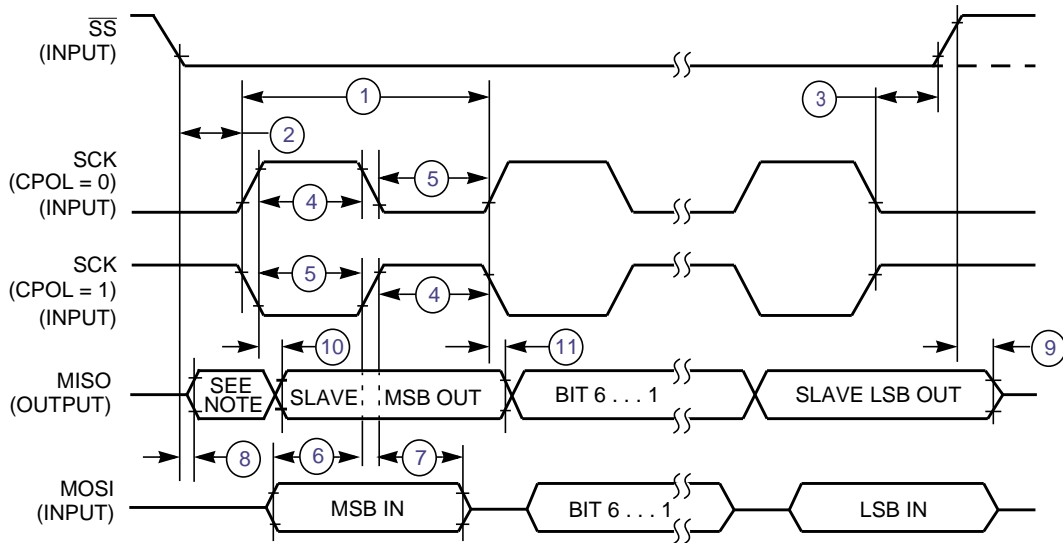 SS
(INPUT)
1
3
2
SCK
(CPOL = 0)
(INPUT)
4
5
SCK
(CPOL = 1)
(INPUT)
5
4
10
11
9
MISO
(OUTPUT)
SEE
NOTE
SLAVE
MSB OUT
BIT 6 . . . 1
SLAVE LSB OUT
8
6
7
MOSI
(INPUT)
MSB IN
BIT 6 . . . 1
LSB IN